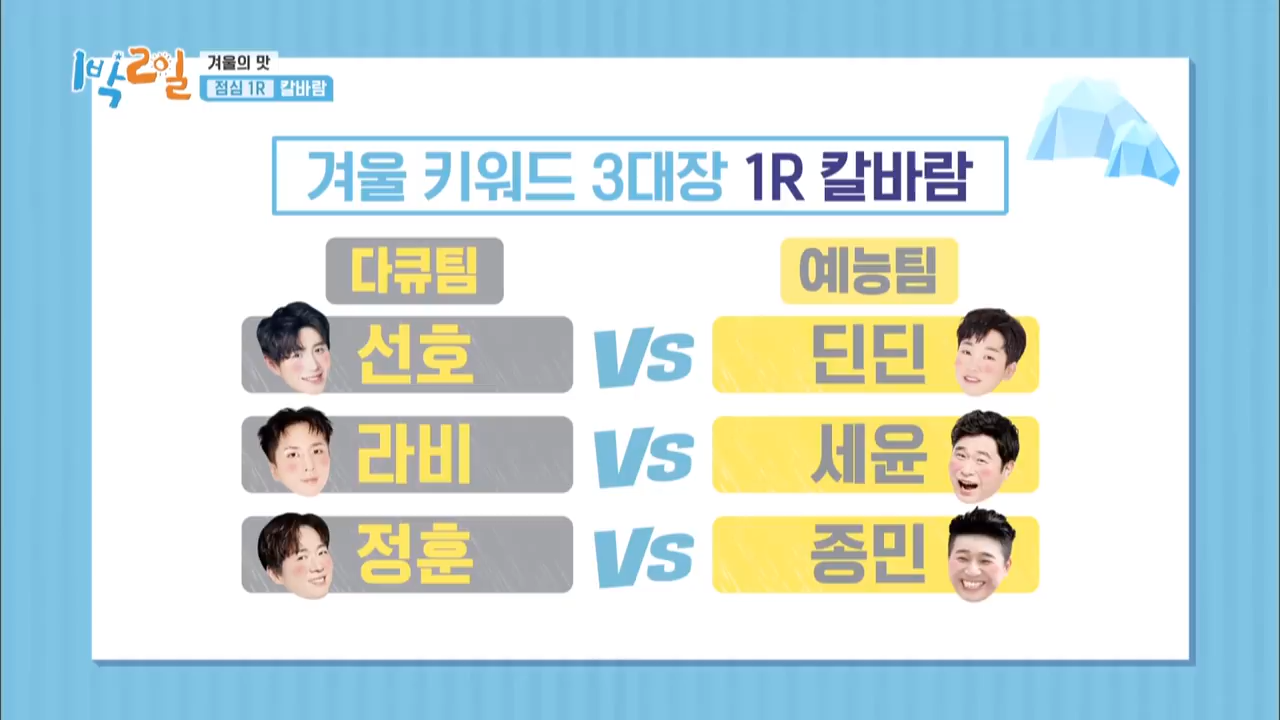 1박2일
겨울의 맛
점심 1R 칼바람
겨울 키워드 3대장 1R 칼바람
다큐팀 예능팀
선호 VS 딘딘
라비 VS 세윤
정훈 VS 종민